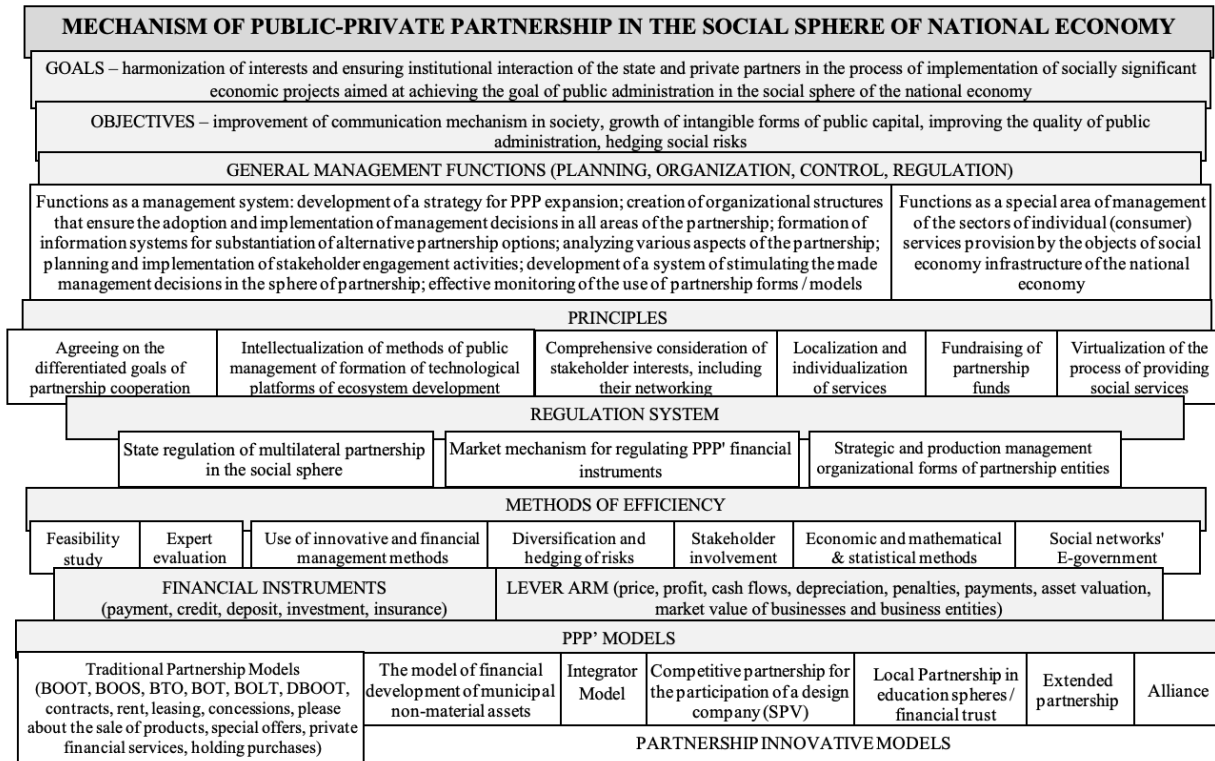 MECHANISM OF PUBLIC-PRIVATE PARTNERSHIP IN THE SOCIAL SPHERE OF NATIONAL ECONOMY
GOALS – harmonization of interests and ensuring institutional interaction of the state and private partners in the process of implementation of socially significant
economic projects aimed at achieving the goal of public administration in the social sphere of the national economy
OBJECTIVES – improvement of communication mechanism in society, growth of intangible forms of public capital, improving the quality of public
administration, hedging social risks
GENERAL MANAGEMENT FUNCTIONS (PLANNING, ORGANIZATION, CONTROL, REGULATION)
Functions as a management system: development of a strategy for PPP expansion; creation of organizational structures
that ensure the adoption and implementation of management decisions in all areas of the partnership; formation of
information systems for substantiation of alternative partnership options; analyzing various aspects of the partnership;
planning and implementation of stakeholder engagement activities; development of a system of stimulating the made
management decisions in the sphere of partnership; effective monitoring of the use of partnership forms / models
Functions as a special area of management
of the sectors of individual (consumer)
services provision by the objects of social
economy infrastructure of the national
economy
PRINCIPLES
Agreeing on the
differentiated goals of
partnership cooperation
Intellectualization of methods of public
management of formation of technological
platforms of ecosystem development
Comprehensive consideration of
stakeholder interests, including
their networking
Localization and
individualization
of services
Fundraising of
partnership
funds
Virtualization of the
process of providing
social services
REGULATION SYSTEM
State regulation of multilateral partnership
in the social sphere
Market mechanism for regulating PPP' financial
instruments
Strategic and production management
organizational forms of partnership entities
METHODS OF EFFICIENCY
Feasibility
study
Expert
evaluation
Use of innovative and financial
management methods
Diversification and
hedging of risks
Stakeholder
involvement
Economic and mathematical
& statistical methods
Social networks'
E-government
FINANCIAL INSTRUMENTS
(payment, credit, deposit, investment, insurance)
LEVER ARM (price, profit, cash flows, depreciation, penalties, payments, asset valuation,
market value of businesses and business entities)
PPP' MODELS
Traditional Partnership Models
(BOOT, BOOS, BTO, BOT, BOLT, DBOOT,
contracts, rent, leasing, concessions, please
about the sale of products, special offers, private
financial services, holding purchases)
The model of financial
development of municipal
non-material assets
Integrator
Model
Competitive partnership for
the participation of a design
company (SPV)
Local Partnership in
education spheres /
financial trust
Extended
partnership
Alliance
PARTNERSHIP INNOVATIVE MODELS